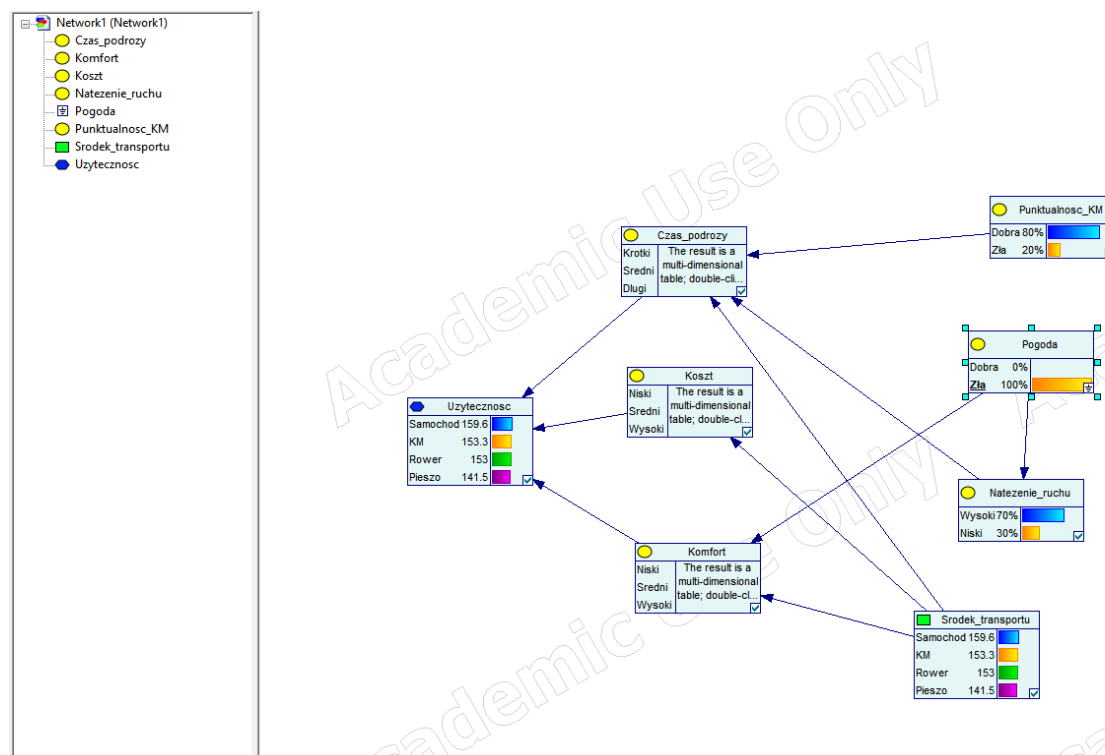 Network1 (Network1)
Czas_podrozy
Komfort
Koszt
Natezenie_ruchu
Pogoda
Punktualnosc_KM
Srodek_transportu
Uzytecznosc
Academic Use Only
Punktualnosc_KM
Dobra 80%
Zła 20%
Czas_podrozy
Krotki
Sredni
Dlugi
The result is a
multi-dimensional
table; double-cli...
Pogoda
Dobra 0%
Zła 100%
Koszt
Niski
Sredni
Wysoki
The result is a
multi-dimensional
table; double-cl...
Uzytecznosc
Samochod 159.6
KM 153.3
Rower 153
Pieszo 141.5
Natezenie_ruchu
Wysoki 70%
Niski 30%
Academic Use Only
Komfort
Niski
Sredni
Wysoki
The result is a
multi-dimensional
table; double-cl...
Srodek_transportu
Samochod 159.6
KM 153.3
Rower 153
Pieszo 141.5